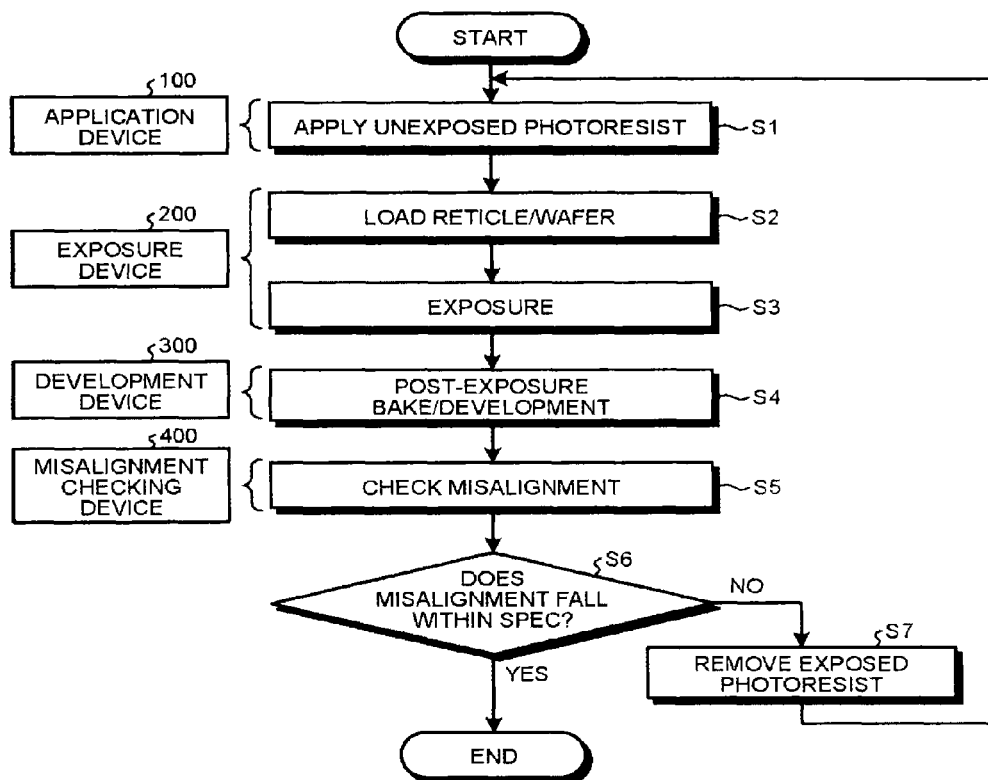 START
100
APPLICATION
DEVICE
APPLY UNEXPOSED PHOTORESIST
S1
200
EXPOSURE
DEVICE
LOAD RETICLE/WAFER
S2
EXPOSURE
S3
300
DEVELOPMENT
DEVICE
POST-EXPOSURE
BAKE/DEVELOPMENT
S4
400
MISALIGNMENT
CHECKING
DEVICE
CHECK MISALIGNMENT
S5
S6
DOES
MISALIGNMENT FALL
WITHIN SPEC?
NO
YES
S7
REMOVE EXPOSED
PHOTORESIST
END